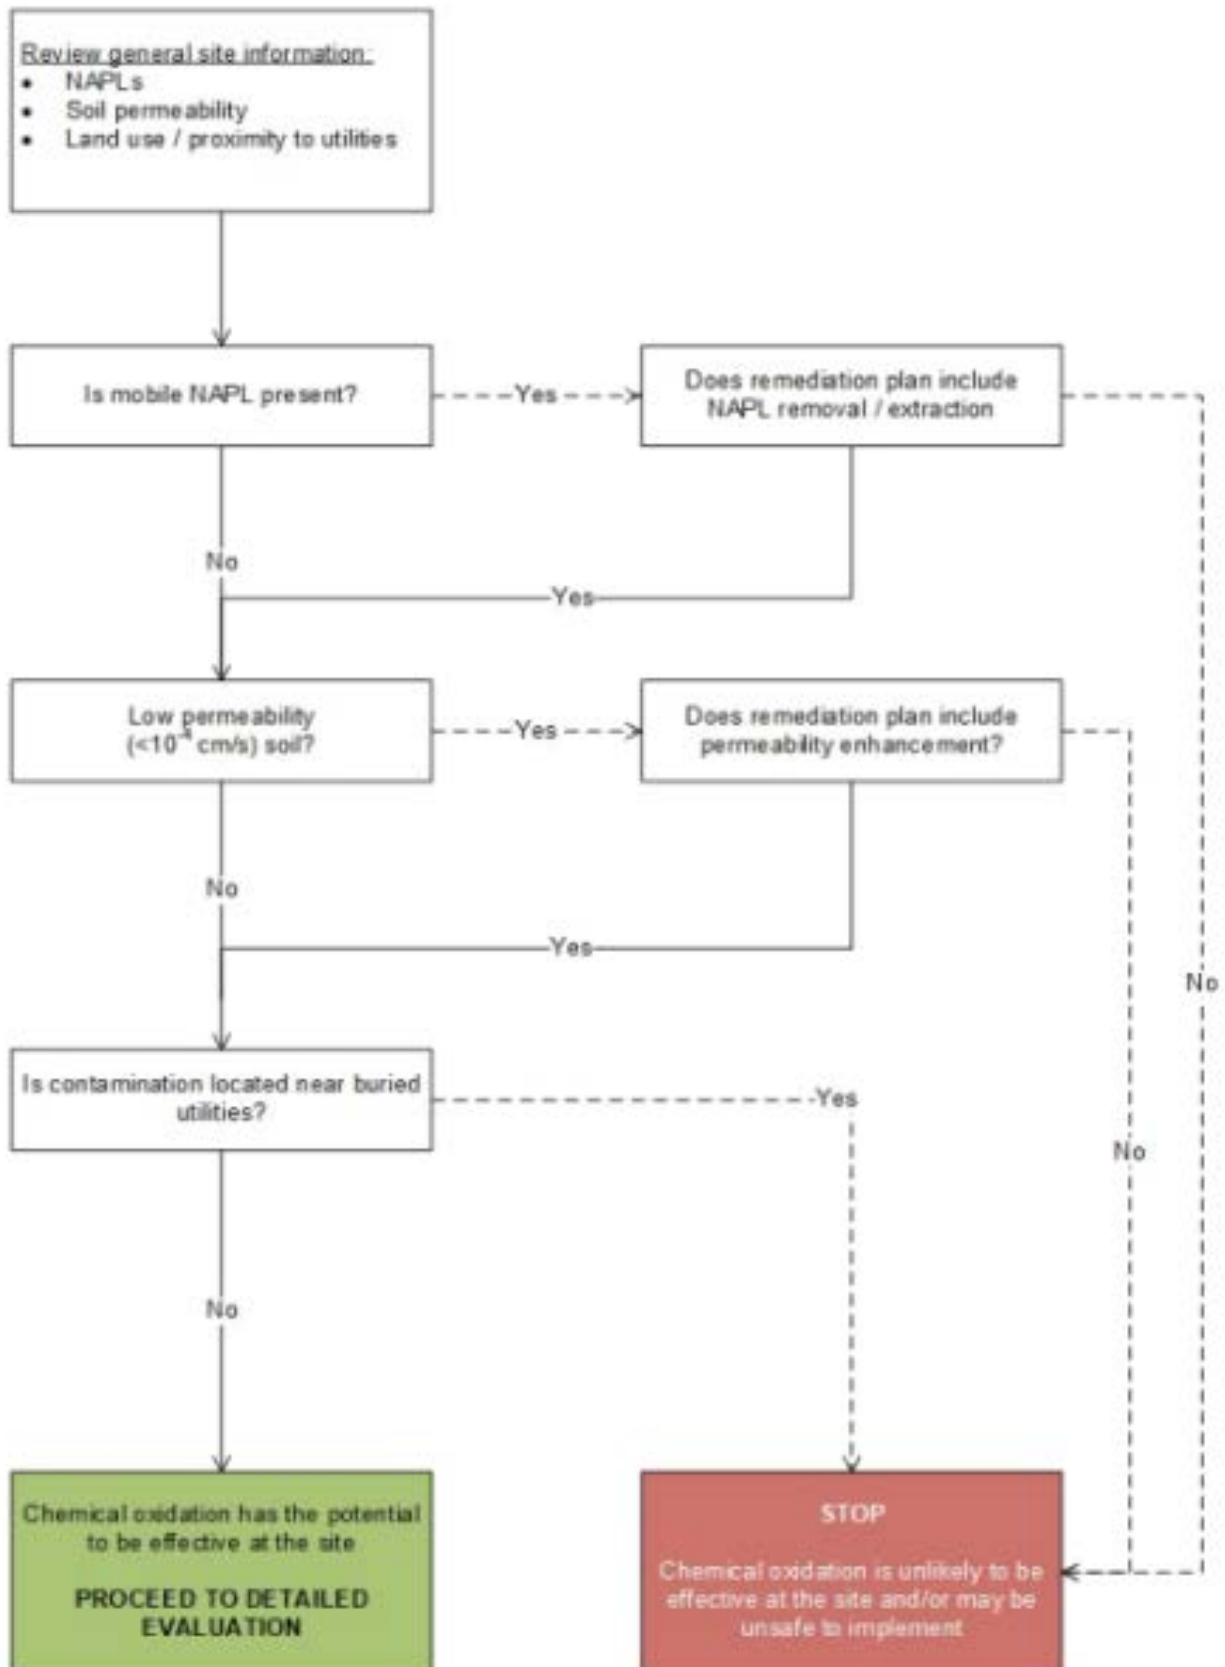 Review general site information:
• NAPLs
• Soil permeability
• Land use / proximity to utilities
Is mobile NAPL present?
Yes
Does remediation plan include
NAPL removal / extraction
No
Yes
Low permeability
(<10⁻⁴ cm/s) soil?
Yes
Does remediation plan include
permeability enhancement?
No
Yes
No
Is contamination located near buried
utilities?
Yes
No
No
Chemical oxidation has the potential
to be effective at the site
PROCEED TO DETAILED
EVALUATION
STOP
Chemical oxidation is unlikely to be
effective at the site and/or may be
unsafe to implement